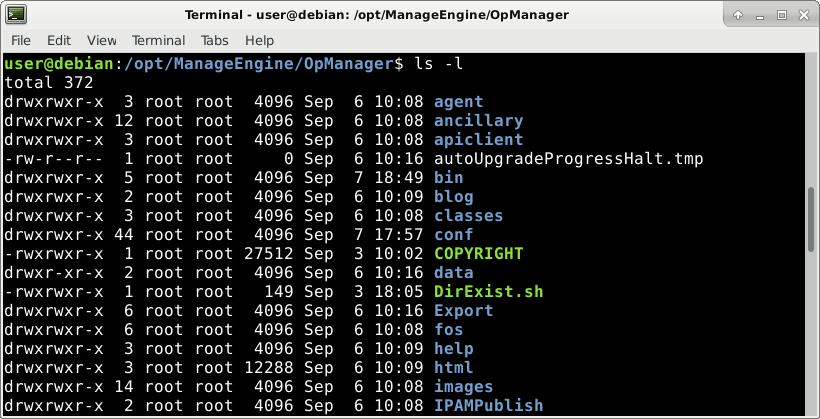 Terminal - user@debian: /opt/ManageEngine/OpManager
File Edit View Terminal Tabs Help
user@debian:/opt/ManageEngine/OpManager$ ls -l
total 372
drwxrwxr-x  3 root root  4096 Sep  6 10:08 agent
drwxrwxr-x 12 root root  4096 Sep  6 10:08 ancillary
drwxrwxr-x  3 root root  4096 Sep  6 10:08 apiclient
-rw-r--r--  1 root root     0 Sep  6 10:16 autoUpgradeProgressHalt.tmp
drwxrwxr-x  5 root root  4096 Sep  7 18:49 bin
drwxrwxr-x  2 root root  4096 Sep  6 10:09 blog
drwxrwxr-x  3 root root  4096 Sep  6 10:08 classes
drwxrwxr-x 44 root root  4096 Sep  7 17:57 conf
-rwxrwxr-x  1 root root 27512 Sep  3 10:02 COPYRIGHT
drwxr-xr-x  2 root root  4096 Sep  6 10:16 data
-rwxrwxr-x  1 root root   149 Sep  3 18:05 DirExist.sh
drwxrwxr-x  6 root root  4096 Sep  6 10:16 Export
drwxrwxr-x  6 root root  4096 Sep  6 10:08 fos
drwxrwxr-x  3 root root  4096 Sep  6 10:09 help
drwxrwxr-x  3 root root 12288 Sep  6 10:09 html
drwxrwxr-x 14 root root  4096 Sep  6 10:08 images
drwxrwxr-x  2 root root  4096 Sep  6 10:08 IPAMPublish